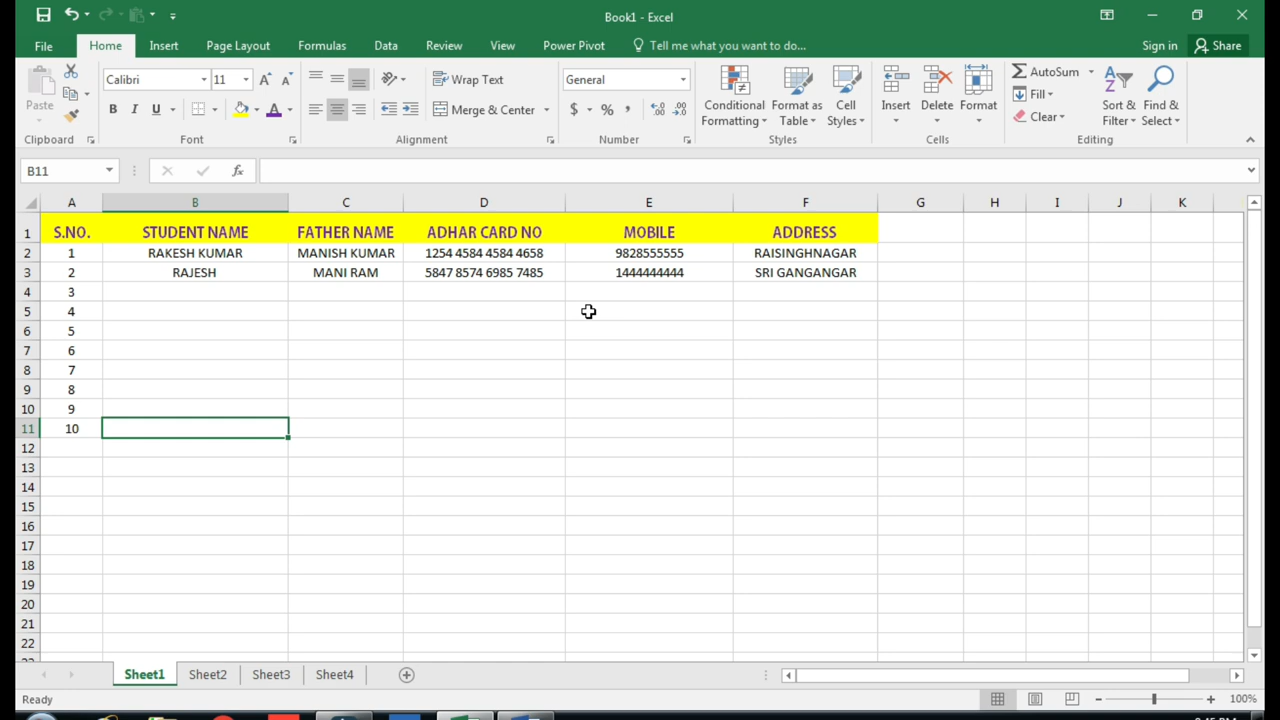 Book1 - Excel
File Home Insert Page Layout Formulas Data Review View Power Pivot Tell me what you want to do... Sign in Share
Paste Calibri 11 Wrap Text Merge & Center General $ % , Conditional Formatting Format as Table Cell Styles Insert Delete Format AutoSum Fill Clear Sort & Filter Find & Select
Clipboard Font Alignment Number Styles Cells Editing
B11 fx
A B C D E F G H I J K
1 S.NO. STUDENT NAME FATHER NAME ADHAR CARD NO MOBILE ADDRESS
2 1 RAKESH KUMAR MANISH KUMAR 1254 4584 4584 4658 9828555555 RAISINGHNAGAR
3 2 RAJESH MANI RAM 5847 8574 6985 7485 1444444444 SRI GANGANGAR
4 3
5 4
6 5
7 6
8 7
9 8
10 9
11 10
12
13
14
15
16
17
18
19
20
21
22
Sheet1 Sheet2 Sheet3 Sheet4
Ready 100%